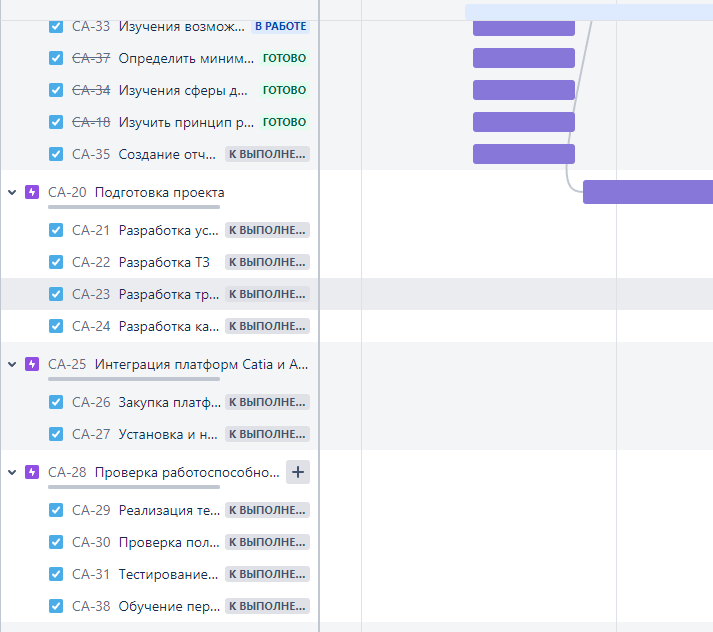 CA-33 Изучения возмож... В РАБОТЕ
CA-37 Определить миним... ГОТОВО
CA-34 Изучения сферы д... ГОТОВО
CA-18 Изучить принцип р... ГОТОВО
CA-35 Создание отч... К ВЫПОЛНЕ...
CA-20 Подготовка проекта
CA-21 Разработка ус... К ВЫПОЛНЕ...
CA-22 Разработка ТЗ К ВЫПОЛНЕ...
CA-23 Разработка тр... К ВЫПОЛНЕ...
CA-24 Разработка ка... К ВЫПОЛНЕ...
CA-25 Интеграция платформ Catia и A...
CA-26 Закупка платф... К ВЫПОЛНЕ...
CA-27 Установка и н... К ВЫПОЛНЕ...
CA-28 Проверка работоспособно...
CA-29 Реализация те... К ВЫПОЛНЕ...
CA-30 Проверка пол... К ВЫПОЛНЕ...
CA-31 Тестирование... К ВЫПОЛНЕ...
CA-38 Обучение пер... К ВЫПОЛНЕ...